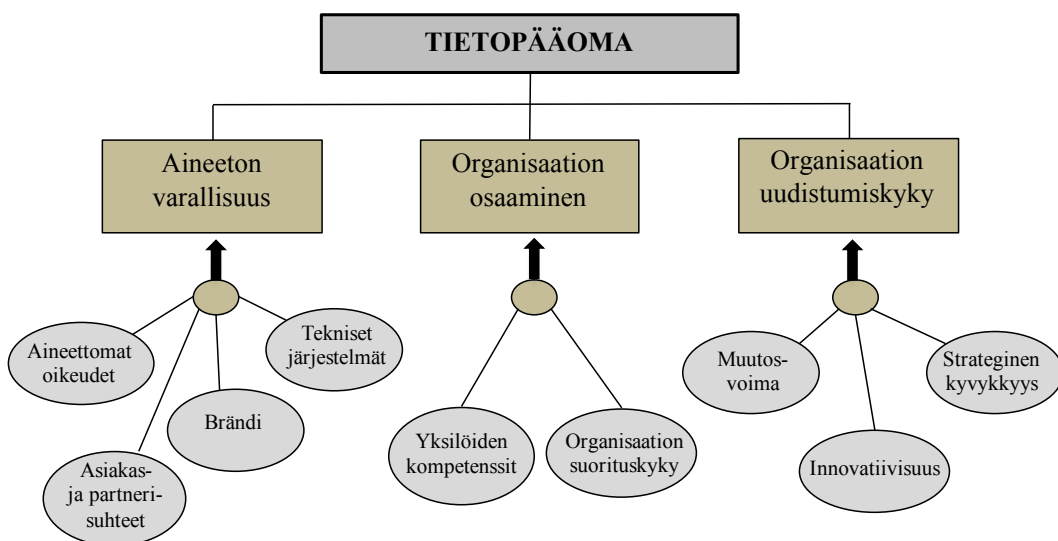 TIETOPÄÄOMA
Aineeton
varallisuus
Organisaation
osaaminen
Organisaation
uudistumiskyky
Aineettomat
oikeudet
Asiakas-
ja partneri-
suhteet
Brändi
Tekniset
järjestelmät
Yksilöiden
kompetenssit
Organisaation
suorituskyky
Muutos-
voima
Innovatiivisuus
Strateginen
kyvykkyys